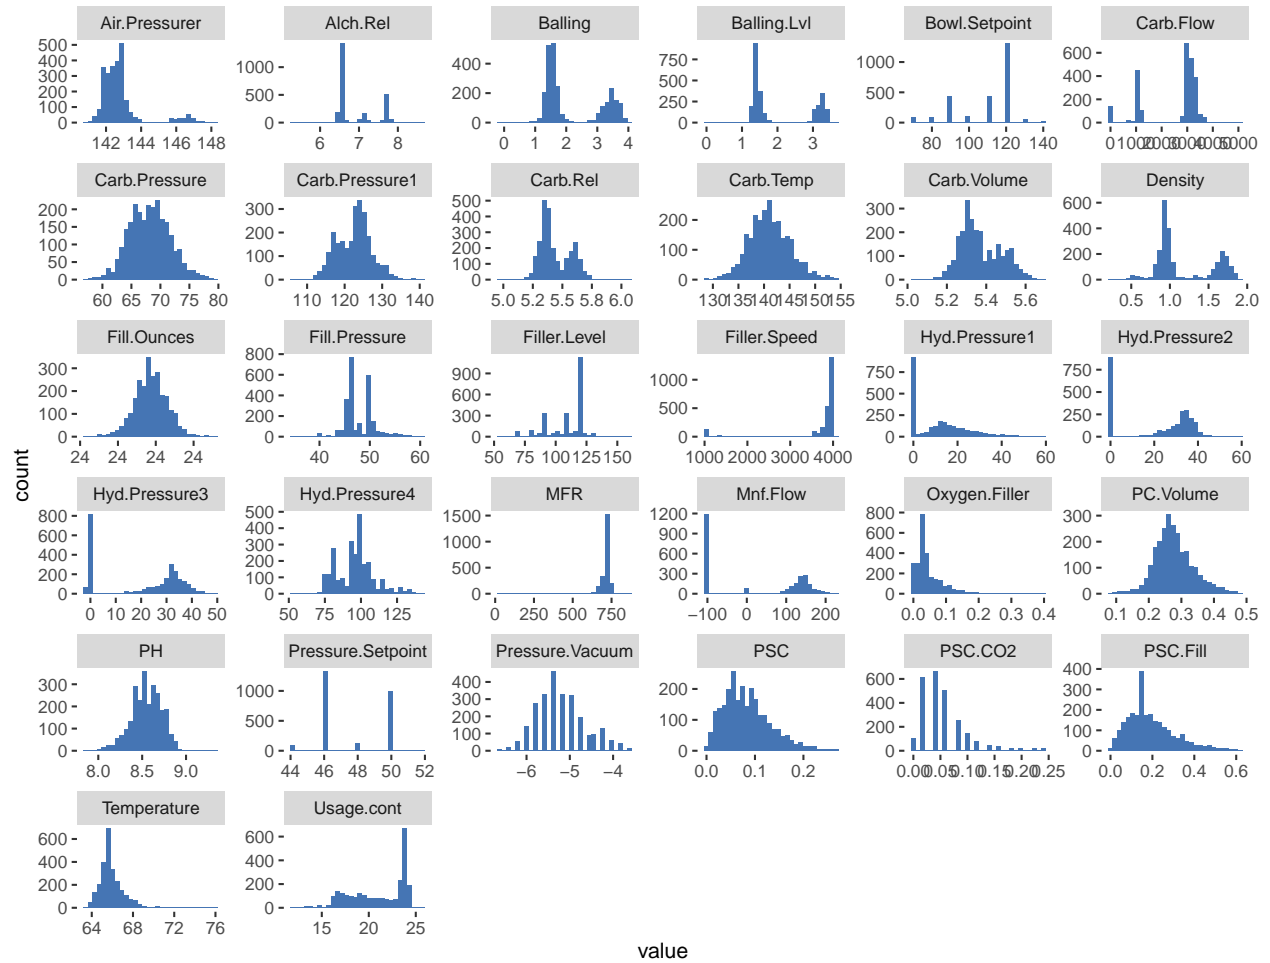 Air.Pressurer Alch.Rel Balling Balling.Lvl Bowl.Setpoint Carb.Flow
500 400 300 200 100 0 1000 500 0 400 200 0 750 500 250 0 1000 500 0 600 400 200 0
142 144 146 148 6 7 8 0 1 2 3 4 0 1 2 3 80 100 120 140 0 1000 2000 3000 4000 5000
Carb.Pressure Carb.Pressure1 Carb.Rel Carb.Temp Carb.Volume Density
200 150 100 50 0 300 200 100 0 500 400 300 200 100 0 200 100 0 300 200 100 0 600 400 200 0
60 65 70 75 80 110 120 130 140 5.0 5.2 5.5 5.8 6.0 130 135 140 145 150 155 5.0 5.2 5.4 5.6 0.5 1.0 1.5 2.0
Fill.Ounces Fill.Pressure Filler.Level Filler.Speed Hyd.Pressure1 Hyd.Pressure2
300 200 100 0 800 600 400 200 0 900 600 300 0 1000 500 0 750 500 250 0 750 500 250 0
24 24 24 24 40 50 60 50 75 100 125 150 1000 2000 3000 4000 0 20 40 60 0 20 40 60
count
Hyd.Pressure3 Hyd.Pressure4 MFR Mnf.Flow Oxygen.Filler PC.Volume
800 600 400 200 0 500 400 300 200 100 0 1500 1000 500 0 1200 900 600 300 0 800 600 400 200 0 300 200 100 0
0 10 20 30 40 50 50 75 100 125 0 250 500 750 −100 0 100 200 0.0 0.1 0.2 0.3 0.4 0.1 0.2 0.3 0.4 0.5
PH Pressure.Setpoint Pressure.Vacuum PSC PSC.CO2 PSC.Fill
300 200 100 0 1000 500 0 400 300 200 100 0 200 100 0 600 400 200 0 400 300 200 100 0
8.0 8.5 9.0 44 46 48 50 52 −6 −5 −4 0.0 0.1 0.2 0.00 0.05 0.10 0.15 0.20 0.25 0.0 0.2 0.4 0.6
Temperature Usage.cont
600 400 200 0 600 400 200 0
64 68 72 76 15 20 25
value